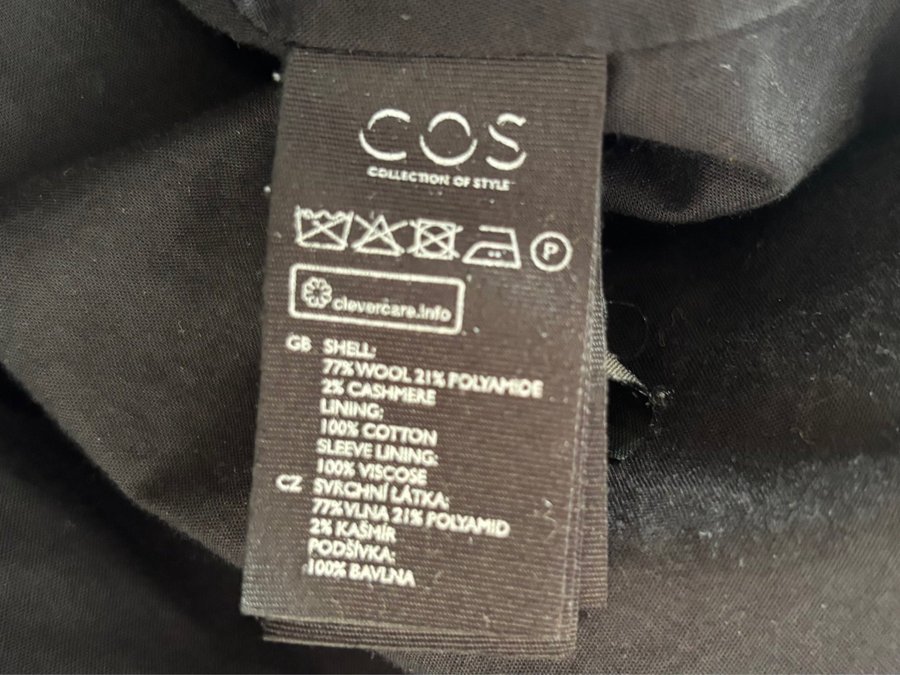 COS
COLLECTION OF STYLE
P
clevercare.info
GB SHELL:
77% WOOL 21% POLYAMIDE
2% CASHMERE
LINING:
100% COTTON
SLEEVE LINING:
100% VISCOSE
CZ SVRCHNÍ LÁTKA:
77% VLNA 21% POLYAMID
2% KAŠMÍR
PODŠÍVKA:
100% BAVLNA